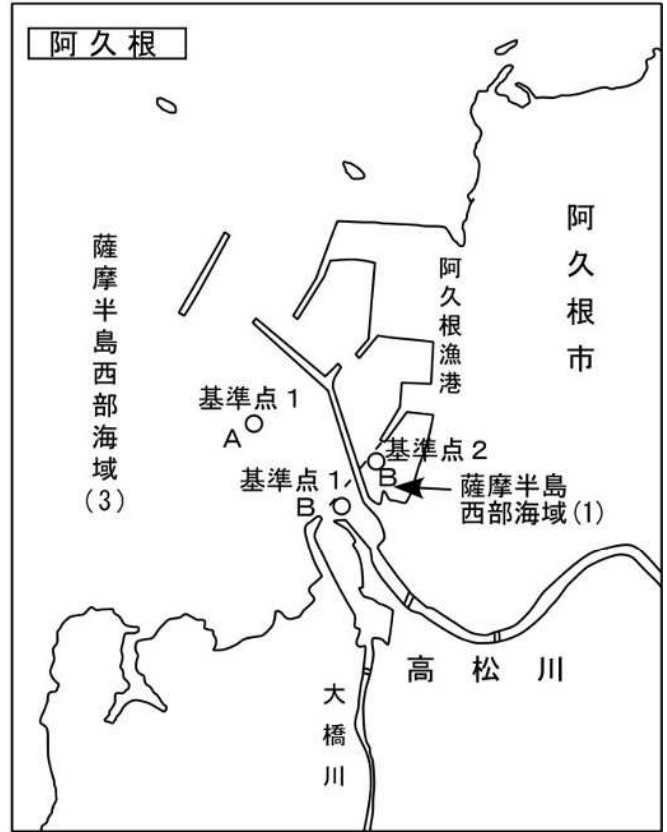 阿久根
薩摩半島西部海域(3)
阿久根漁港
阿久根市
基準点1
A
基準点2
B
基準点1
B
薩摩半島
西部海域(1)
高松川
大橋川